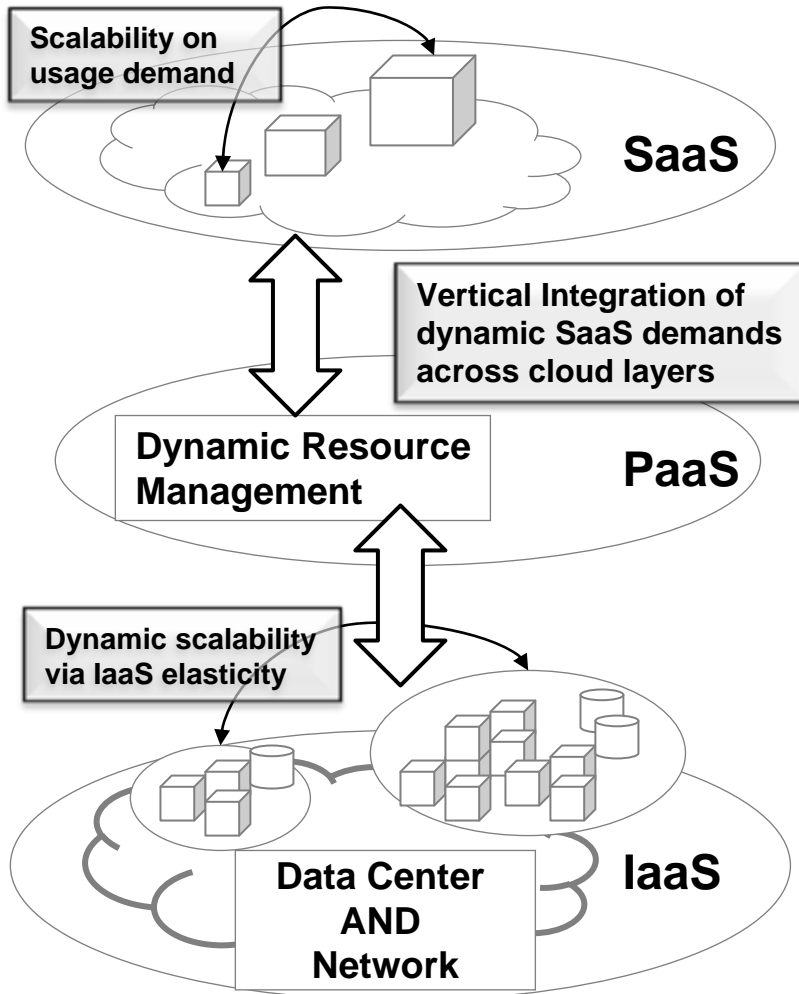 Scalability on
usage demand
SaaS
Vertical Integration of
dynamic SaaS demands
across cloud layers
Dynamic Resource
Management
PaaS
Dynamic scalability
via IaaS elasticity
IaaS
Data Center
AND
Network